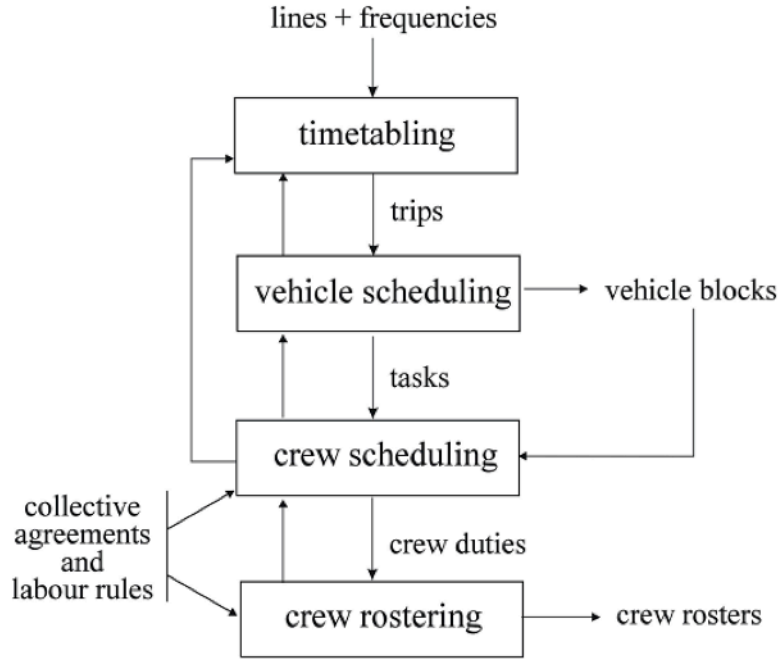 lines + frequencies
timetabling
trips
vehicle scheduling
vehicle blocks
tasks
crew scheduling
collective
agreements
and
labour rules
crew duties
crew rostering
crew rosters